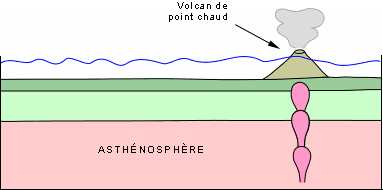 Volcan de
point chaud
ASTHÉNOSPHÈRE